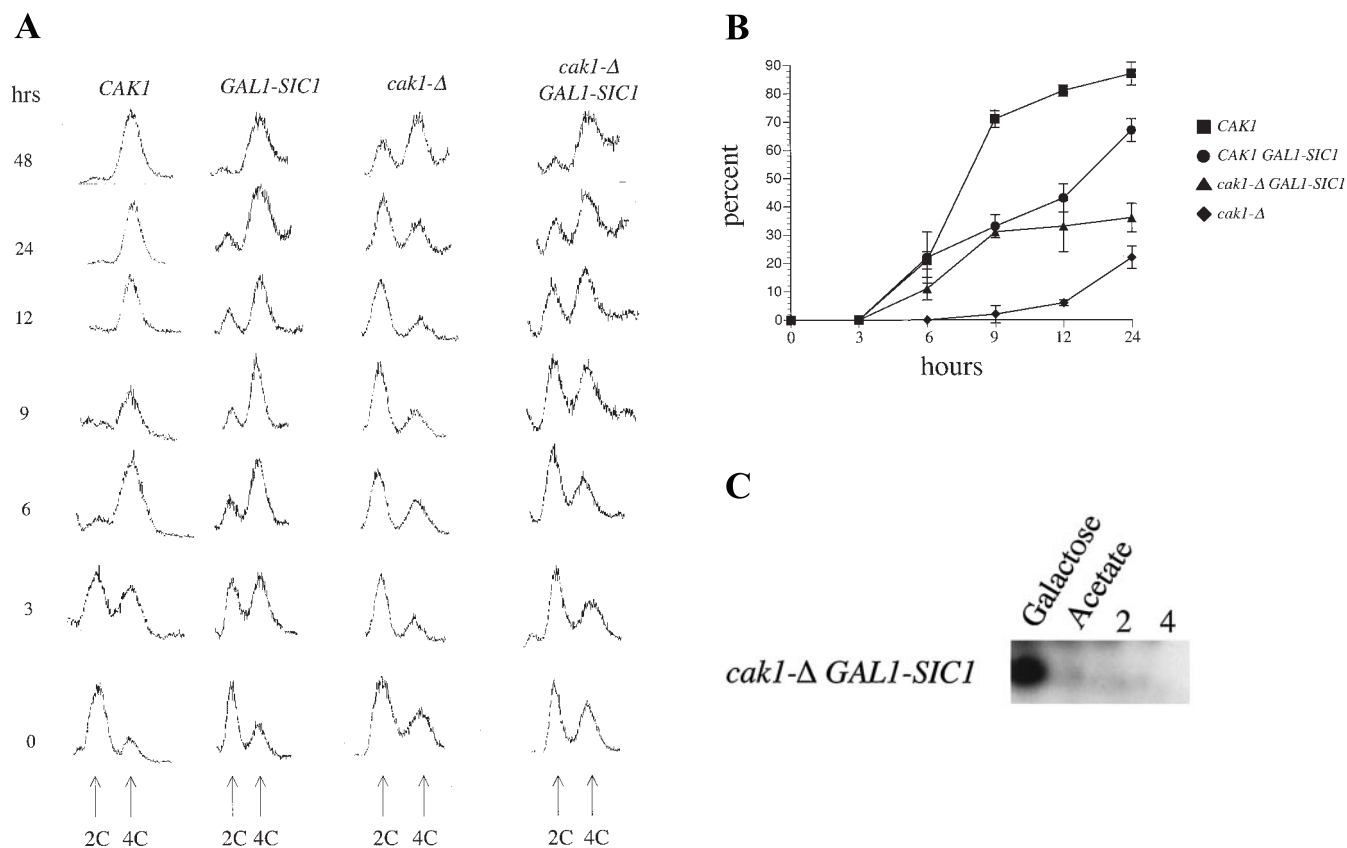 A
hrs
CAK1
GAL1-SIC1
cak1-Δ
cak1-Δ
GAL1-SIC1
48
24
12
9
6
3
0
2C 4C
2C 4C
2C 4C
2C 4C
B
percent
90
80
70
60
50
40
30
20
10
0
0 3 6 9 12 24
hours
CAK1
CAK1 GAL1-SIC1
cak1-Δ GAL1-SIC1
cak1-Δ
C
Galactose
Acetate
2
4
cak1-Δ GAL1-SIC1